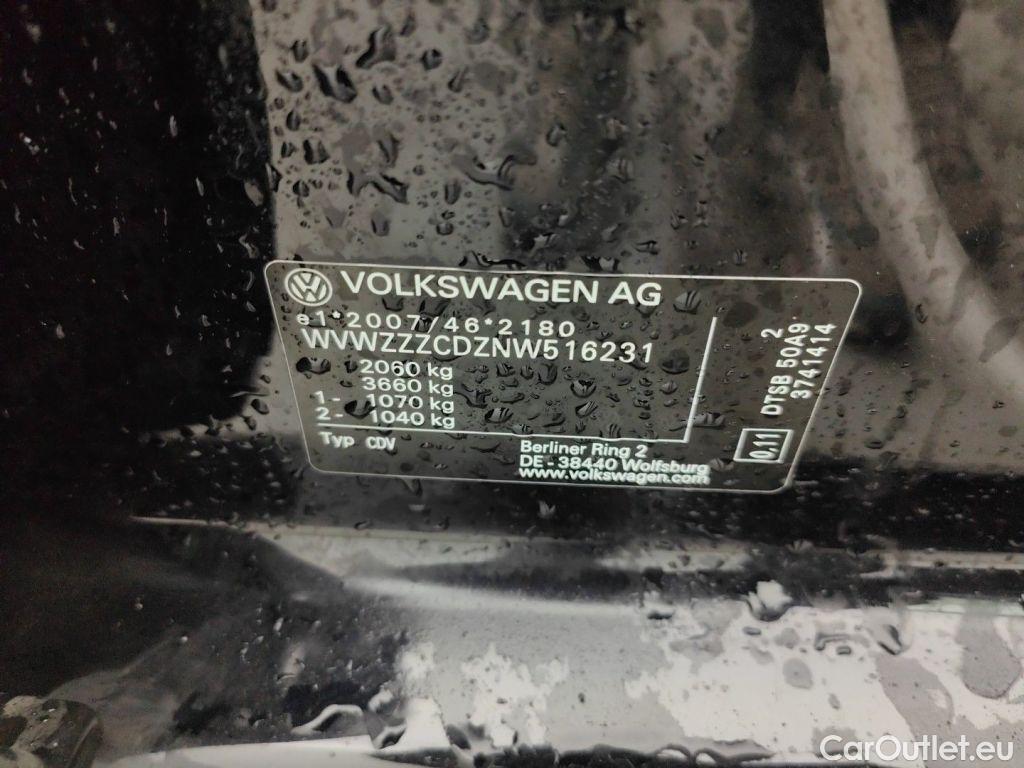 VOLKSWAGEN AG
e1*2007/46*2180
WVWZZZCDZNW516231
2060 kg
3660 kg
1- 1070 kg
2- 1040 kg
Typ CDV
Berliner Ring 2
DE-38440 Wolfsburg
www.volkswagen.com
2
DTSB 50A9
3741414
0,11
CarOutlet.eu